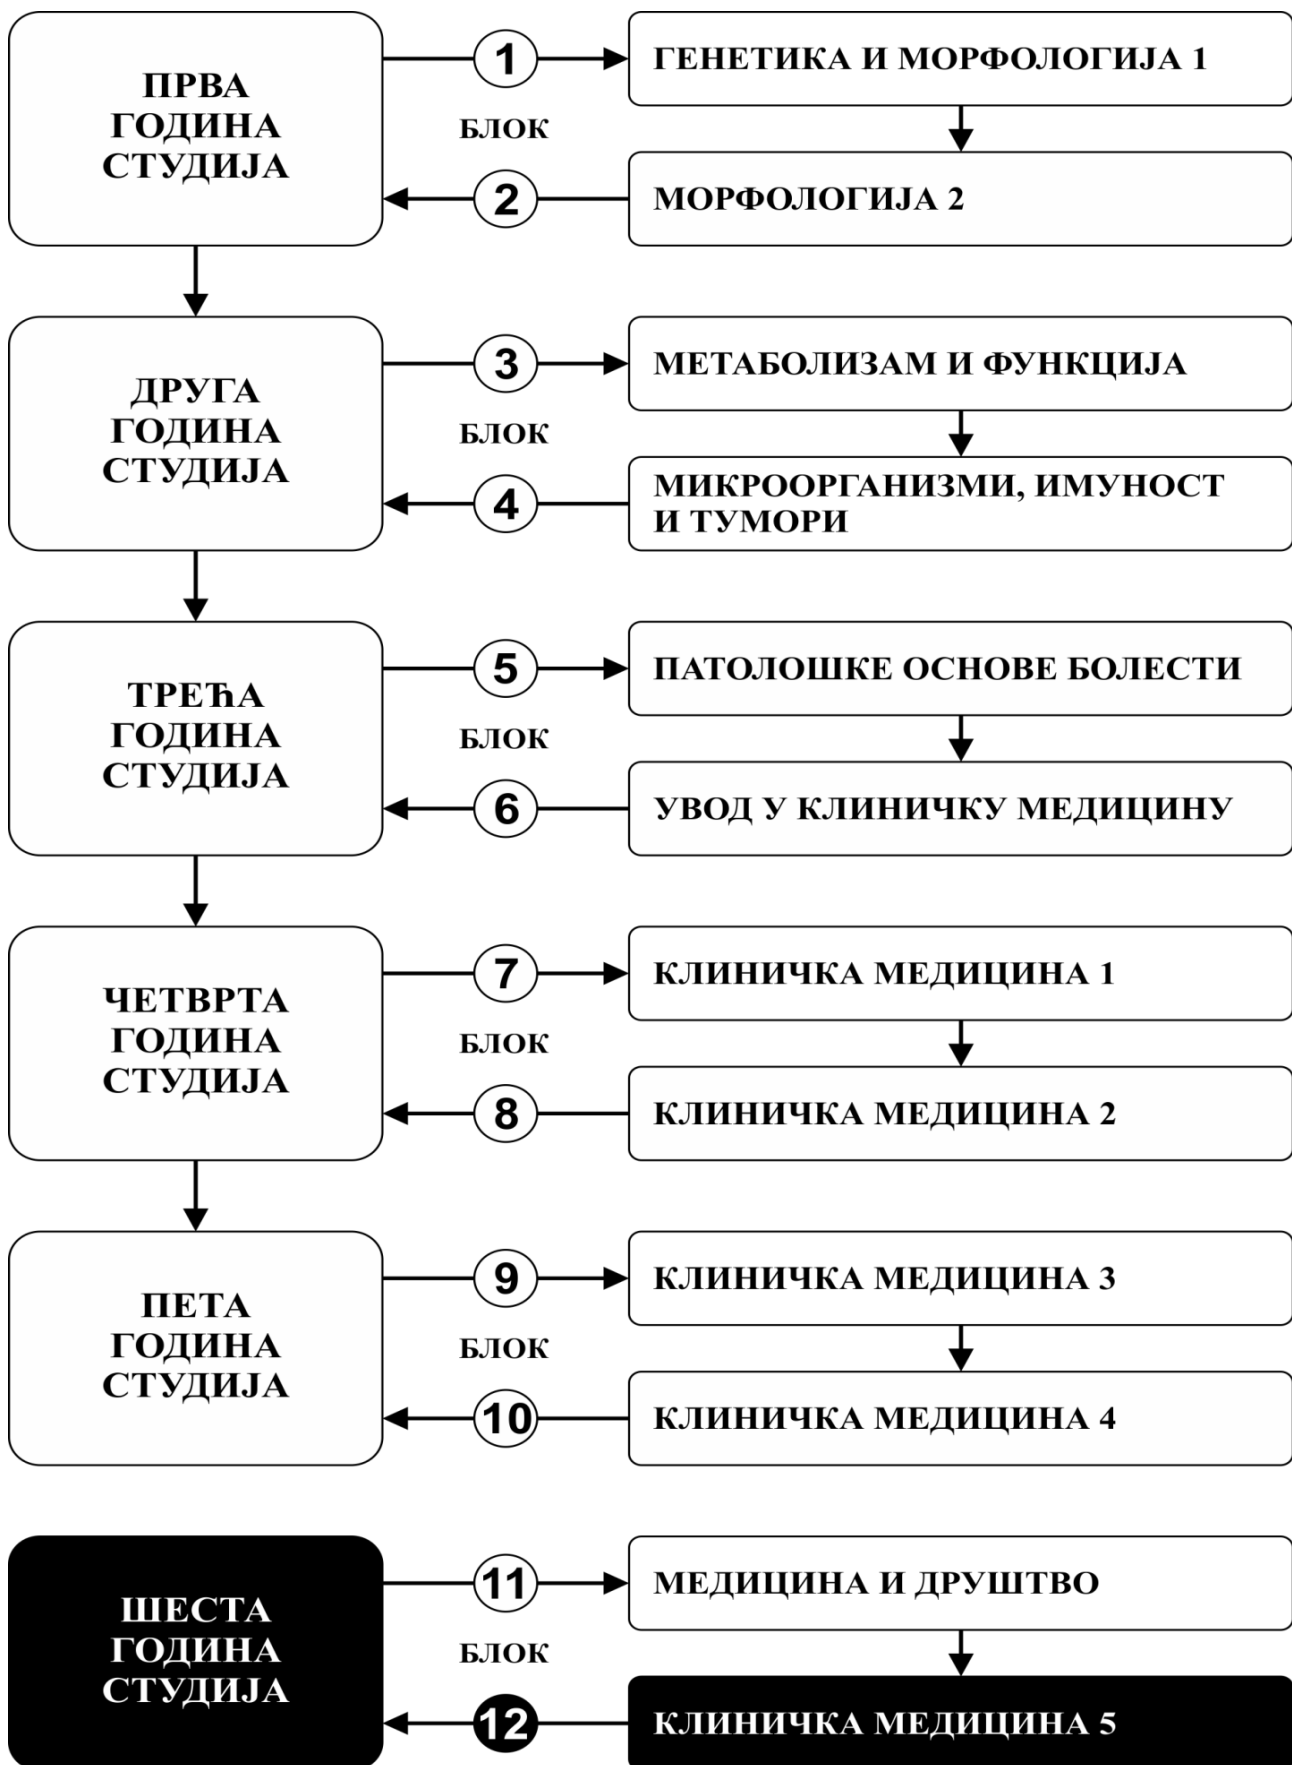 ПРВА
ГОДИНА
СТУДИЈА
1
БЛОК
2
ГЕНЕТИКА И МОРФОЛОГИЈА 1
МОРФОЛОГИЈА 2
ДРУГА
ГОДИНА
СТУДИЈА
3
БЛОК
4
МЕТАБОЛИЗАМ И ФУНКЦИЈА
МИКРООРГАНИЗМИ, ИМУНОСТ
И ТУМОРИ
ТРЕЋА
ГОДИНА
СТУДИЈА
5
БЛОК
6
ПАТОЛОШКЕ ОСНОВЕ БОЛЕСТИ
УВОД У КЛИНИЧКУ МЕДИЦИНУ
ЧЕТВРТА
ГОДИНА
СТУДИЈА
7
БЛОК
8
КЛИНИЧКА МЕДИЦИНА 1
КЛИНИЧКА МЕДИЦИНА 2
ПЕТА
ГОДИНА
СТУДИЈА
9
БЛОК
10
КЛИНИЧКА МЕДИЦИНА 3
КЛИНИЧКА МЕДИЦИНА 4
ШЕСТА
ГОДИНА
СТУДИЈА
11
БЛОК
12
МЕДИЦИНА И ДРУШТВО
КЛИНИЧКА МЕДИЦИНА 5